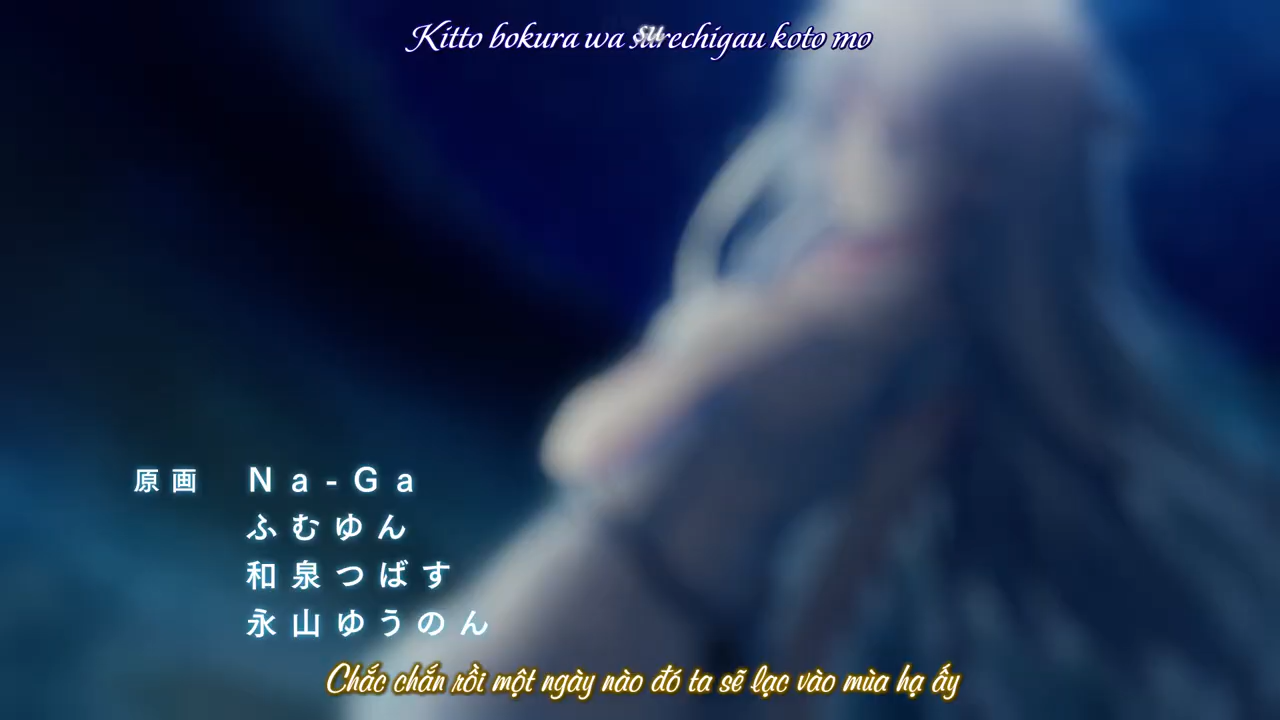 Kitto bokura wa surechigau koto mo
原画 Na-Ga
ふむゆん
和泉つばす
永山ゆうのん
Chắc chắn rồi một ngày nào đó ta sẽ lạc vào mùa hạ ấy